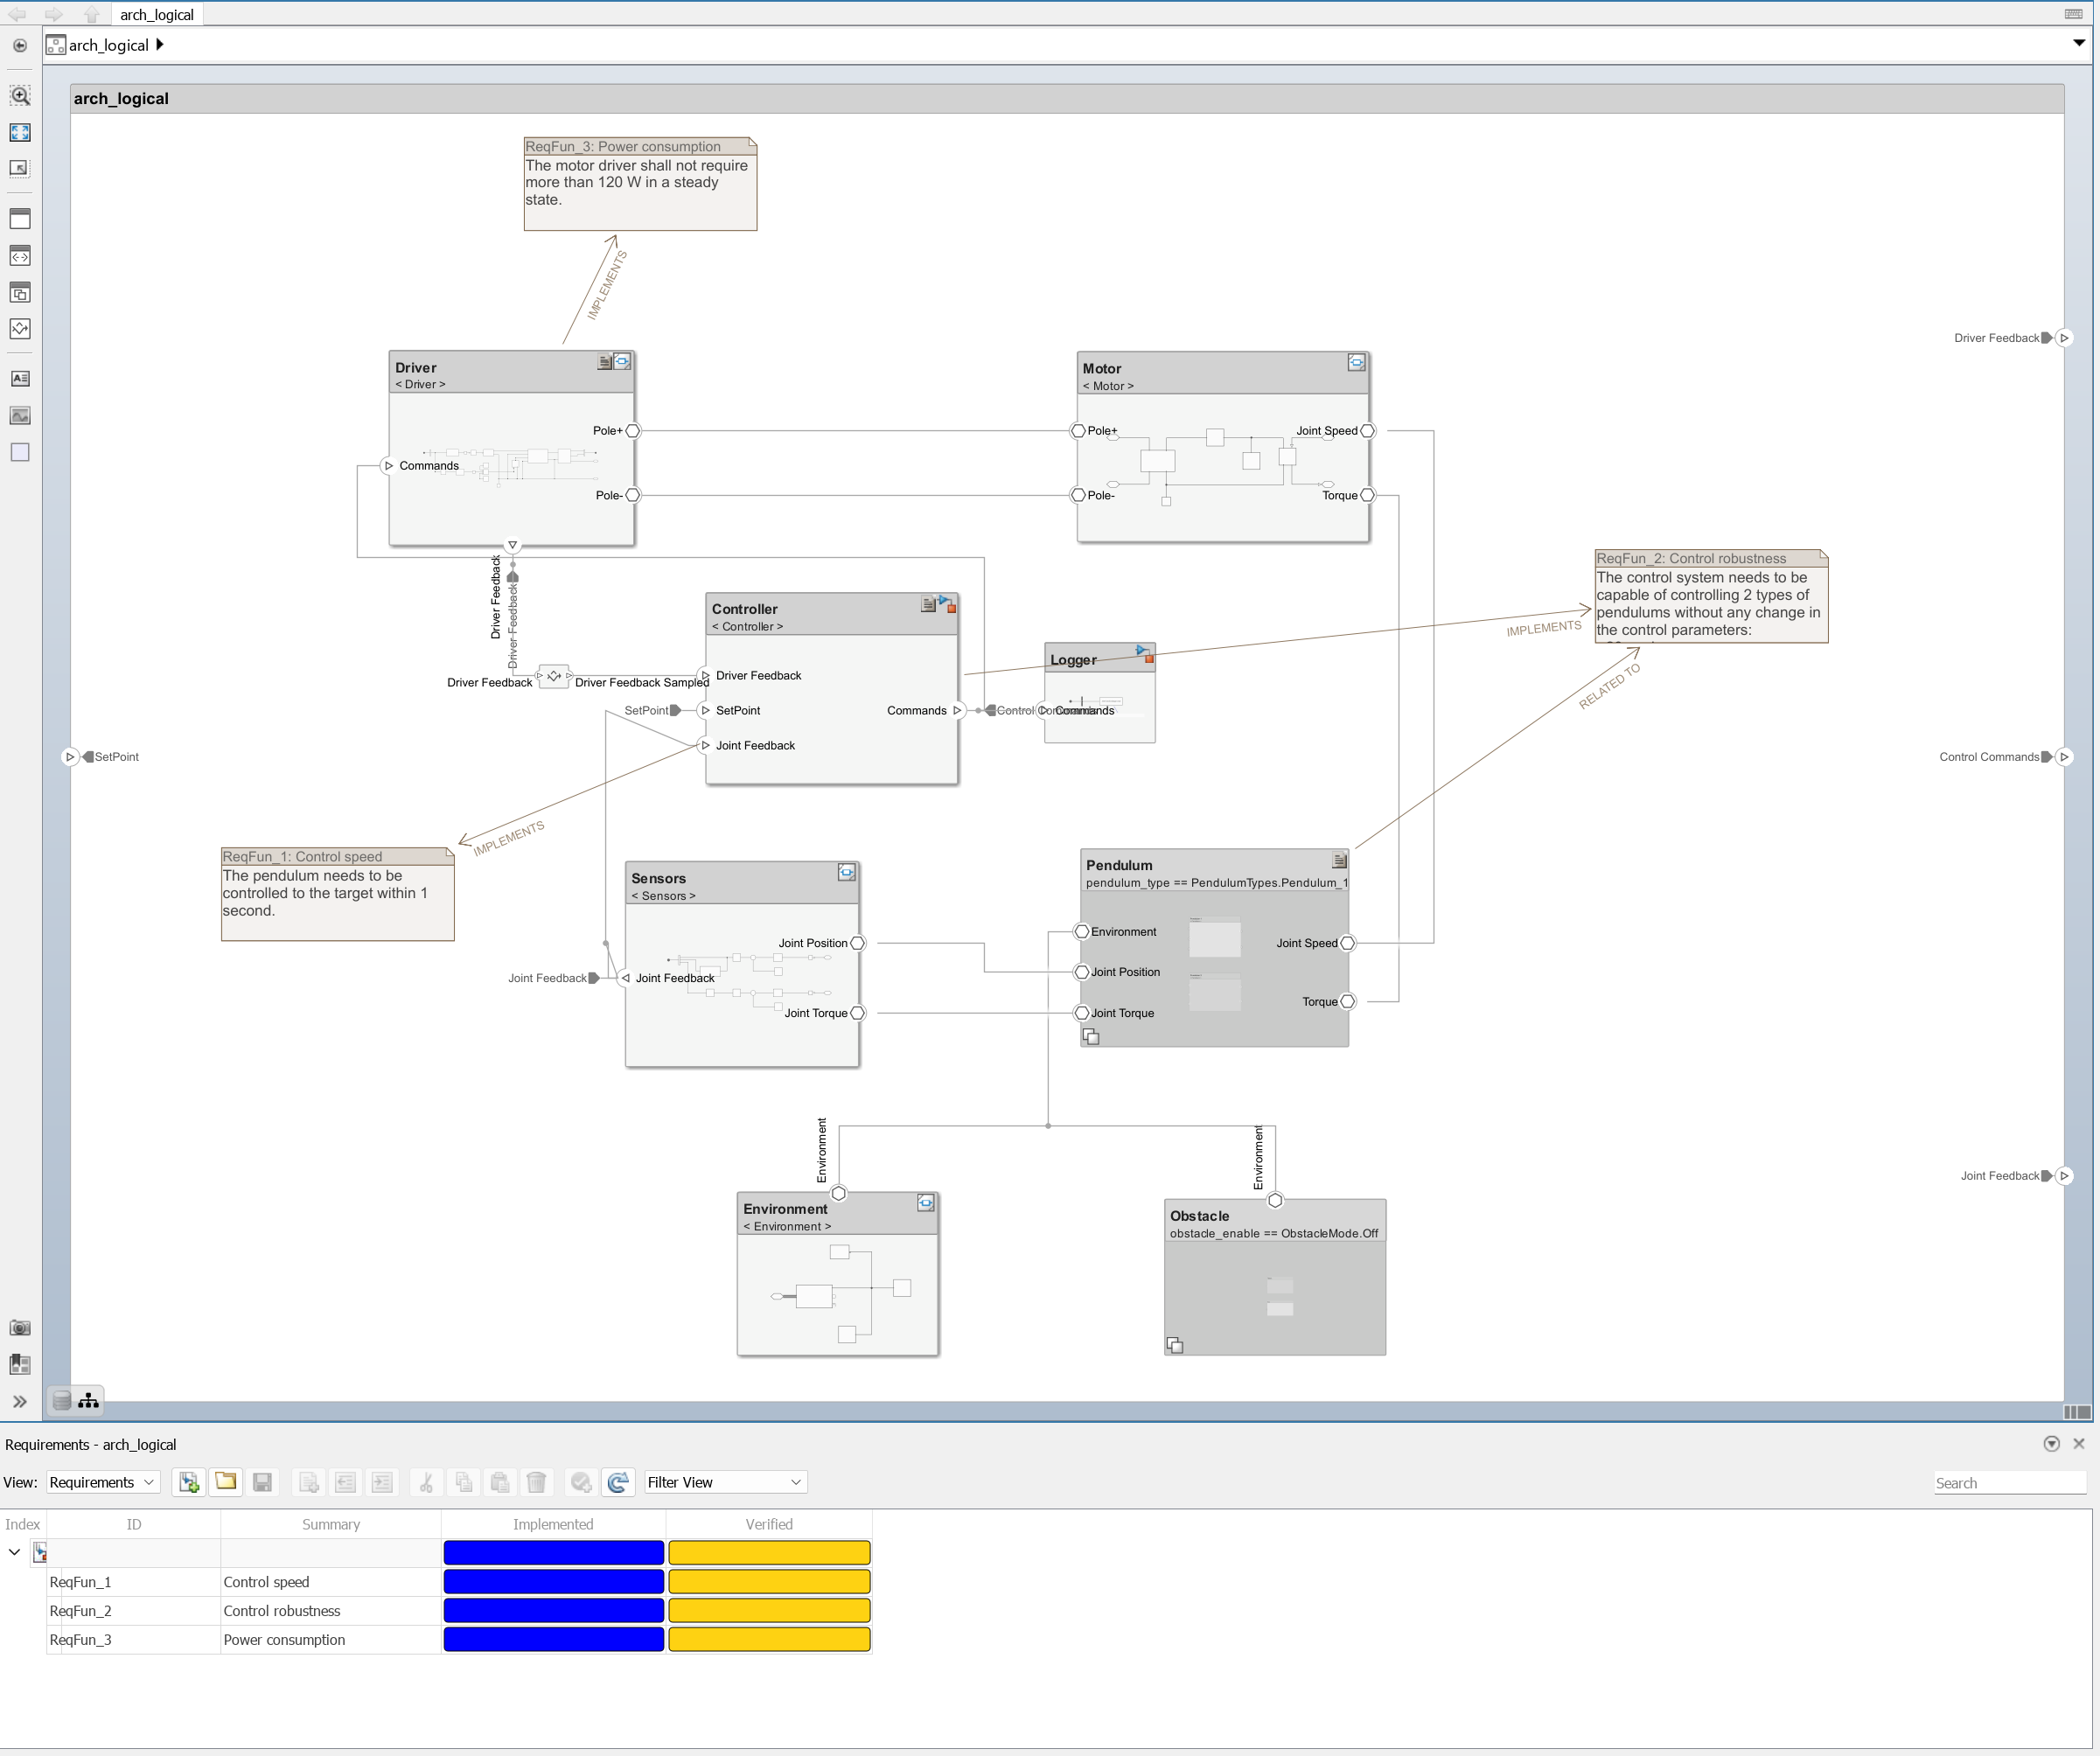 arch_logical
arch_logical
arch_logical
ReqFun_3: Power consumption
The motor driver shall not require
more than 120 W in a steady
state.
IMPLEMENTS
Driver Feedback
Driver
< Driver >
Pole+
Commands
Pole-
Driver Feedback
Driver Feedback
Motor
< Motor >
Pole+
Joint Speed
Pole-
Torque
ReqFun_2: Control robustness
The control system needs to be
capable of controlling 2 types of
pendulums without any change in
the control parameters:
IMPLEMENTS
RELATED TO
Controller
< Controller >
Driver Feedback
Driver Feedback Sampled
Driver Feedback
SetPoint
SetPoint
Commands
Joint Feedback
Logger
Control Commands
Commands
SetPoint
Control Commands
IMPLEMENTS
ReqFun_1: Control speed
The pendulum needs to be
controlled to the target within 1
second.
Sensors
< Sensors >
Joint Position
Joint Feedback
Joint Feedback
Joint Torque
Pendulum
pendulum_type == PendulumTypes.Pendulum_1
Environment
Joint Speed
Joint Position
Torque
Joint Torque
Joint Feedback
Environment
Environment
Environment
< Environment >
Obstacle
obstacle_enable == ObstacleMode.Off
Requirements - arch_logical
View: Requirements
Filter View
Search
Index ID Summary Implemented Verified
ReqFun_1 Control speed
ReqFun_2 Control robustness
ReqFun_3 Power consumption